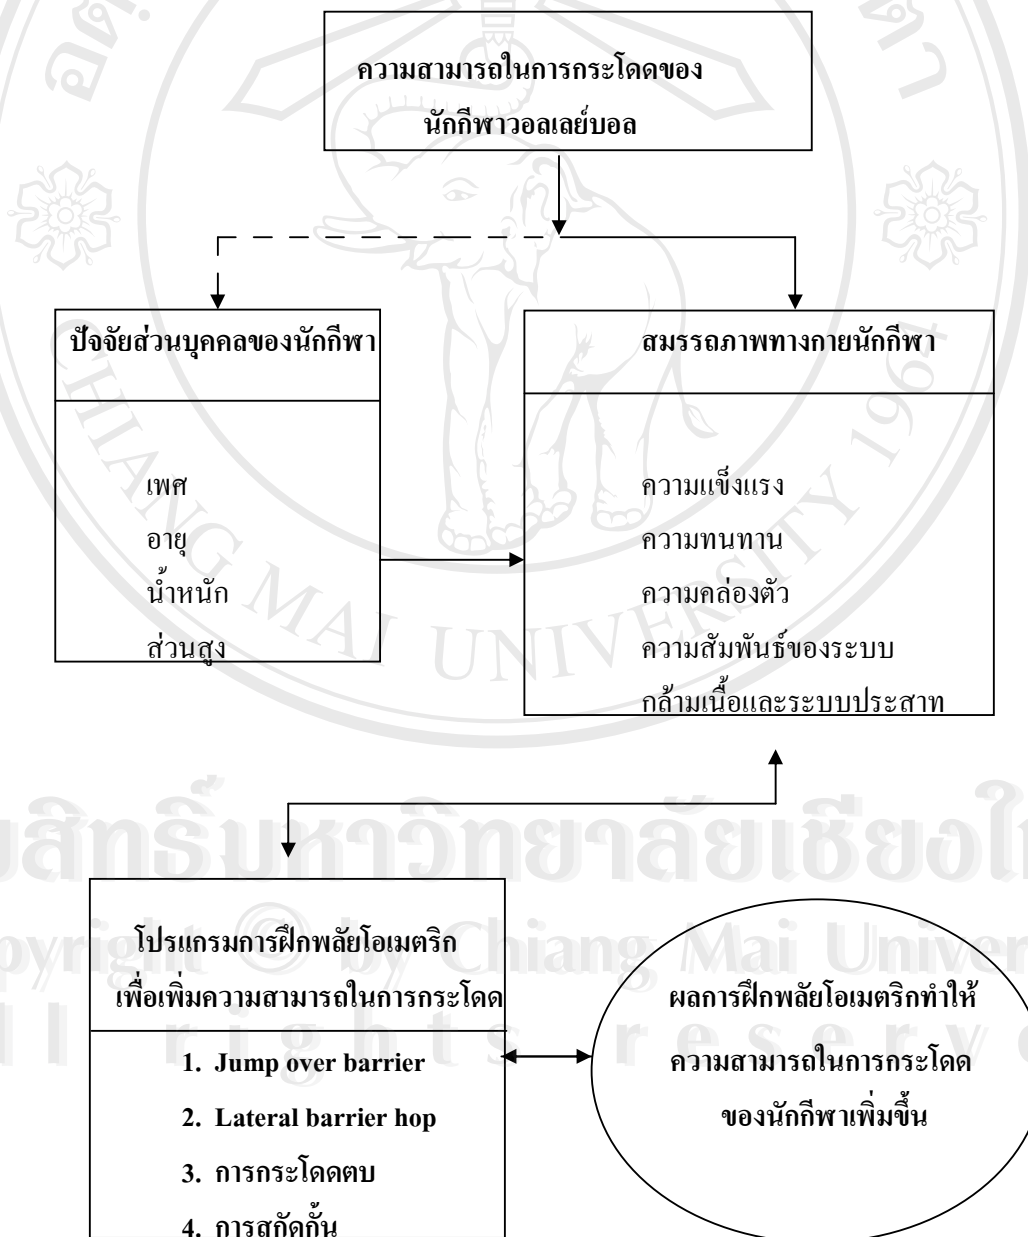 ความสามารถในการกระโดดของ
นักกีฬาวอลเลย์บอล
ปัจจัยส่วนบุคคลของนักกีฬา
เพศ
อายุ
น้ำหนัก
ส่วนสูง
สมรรถภาพทางกายนักกีฬา
ความแข็งแรง
ความทนทาน
ความคล่องตัว
ความสัมพันธ์ของระบบ
กล้ามเนื้อและระบบประสาท
โปรแกรมการฝึกพลัยโอเมตริก
เพื่อเพิ่มความสามารถในการกระโดด
1. Jump over barrier
2. Lateral barrier hop
3. การกระโดดตบ
4. การสกัดกั้น
ผลการฝึกพลัยโอเมตริกทำให้
ความสามารถในการกระโดด
ของนักกีฬาเพิ่มขึ้น
CHIANG MAI UNIVERSITY 1964
สิทธิ์มหาวิทยาลัยเชียงให
by Chiang Mai
rights